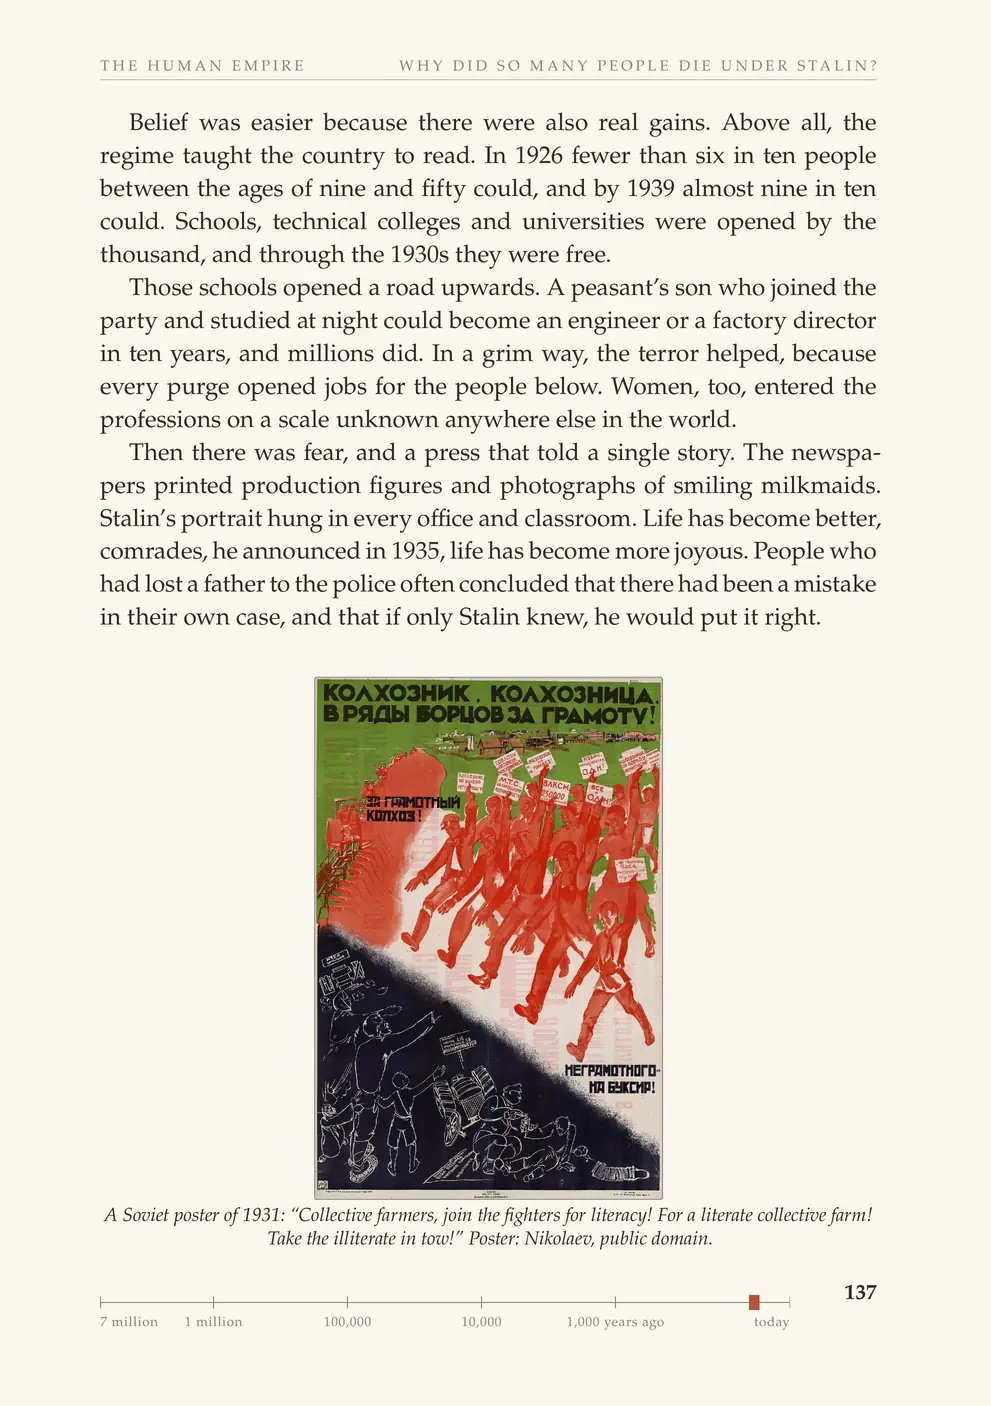 THE HUMAN EMPIRE
WHY DID SO MANY PEOPLE DIE UNDER STALIN?
Belief was easier because there were also real gains. Above all, the
regime taught the country to read. In 1926 fewer than six in ten people
between the ages of nine and fifty could, and by 1939 almost nine in ten
could. Schools, technical colleges and universities were opened by the
thousand, and through the 1930s they were free.
Those schools opened a road upwards. A peasant’s son who joined the
party and studied at night could become an engineer or a factory director
in ten years, and millions did. In a grim way, the terror helped, because
every purge opened jobs for the people below. Women, too, entered the
professions on a scale unknown anywhere else in the world.
Then there was fear, and a press that told a single story. The newspa-
pers printed production figures and photographs of smiling milkmaids.
Stalin’s portrait hung in every office and classroom. Life has become better,
comrades, he announced in 1935, life has become more joyous. People who
had lost a father to the police often concluded that there had been a mistake
in their own case, and that if only Stalin knew, he would put it right.
КОЛХОЗНИК, КОЛХОЗНИЦА,
В РЯДЫ БОРЦОВ ЗА ГРАМОТУ!
ЗА ГРАМОТНЫЙ
КОЛХОЗ!
М.Т.С.
ВЛКСМ
250000
ВСЕ
ОДН!
НЕГРАМОТНОГО-
НА БУКСИР!
A Soviet poster of 1931: “Collective farmers, join the fighters for literacy! For a literate collective farm!
Take the illiterate in tow!” Poster: Nikolaev, public domain.
137
7 million 1 million 100,000 10,000 1,000 years ago today